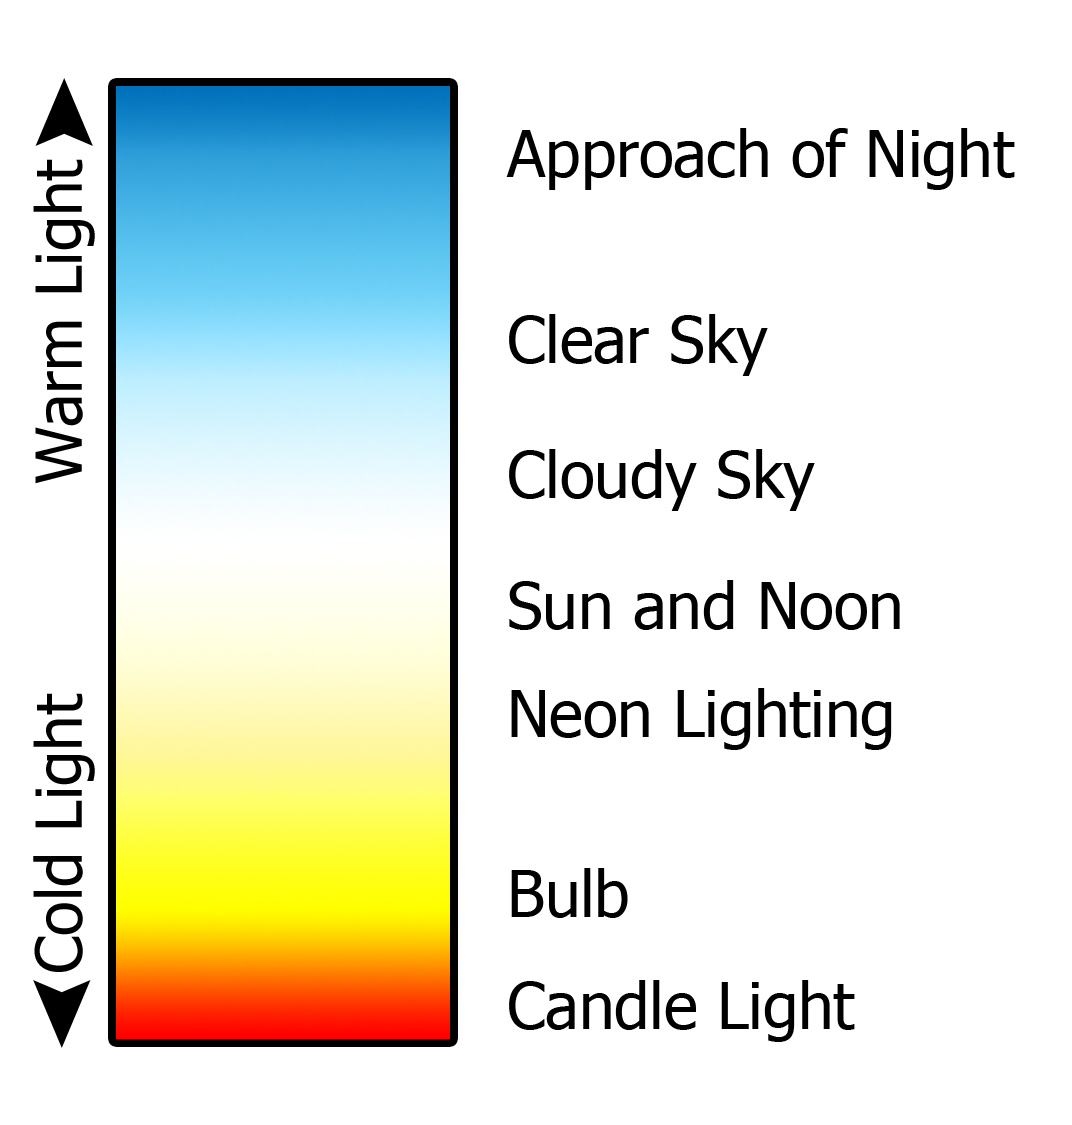 Warm Light
Cold Light
Approach of Night
Clear Sky
Cloudy Sky
Sun and Noon
Neon Lighting
Bulb
Candle Light